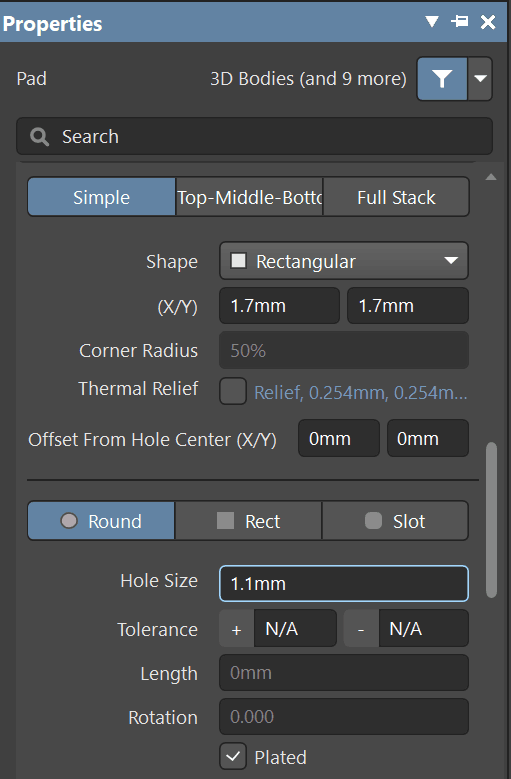 Properties
Pad 3D Bodies (and 9 more)
Search
Simple Top-Middle-Botto Full Stack
Shape Rectangular
(X/Y) 1.7mm 1.7mm
Corner Radius 50%
Thermal Relief Relief, 0.254mm, 0.254m...
Offset From Hole Center (X/Y) 0mm 0mm
Round Rect Slot
Hole Size 1.1mm
Tolerance + N/A - N/A
Length 0mm
Rotation 0.000
Plated